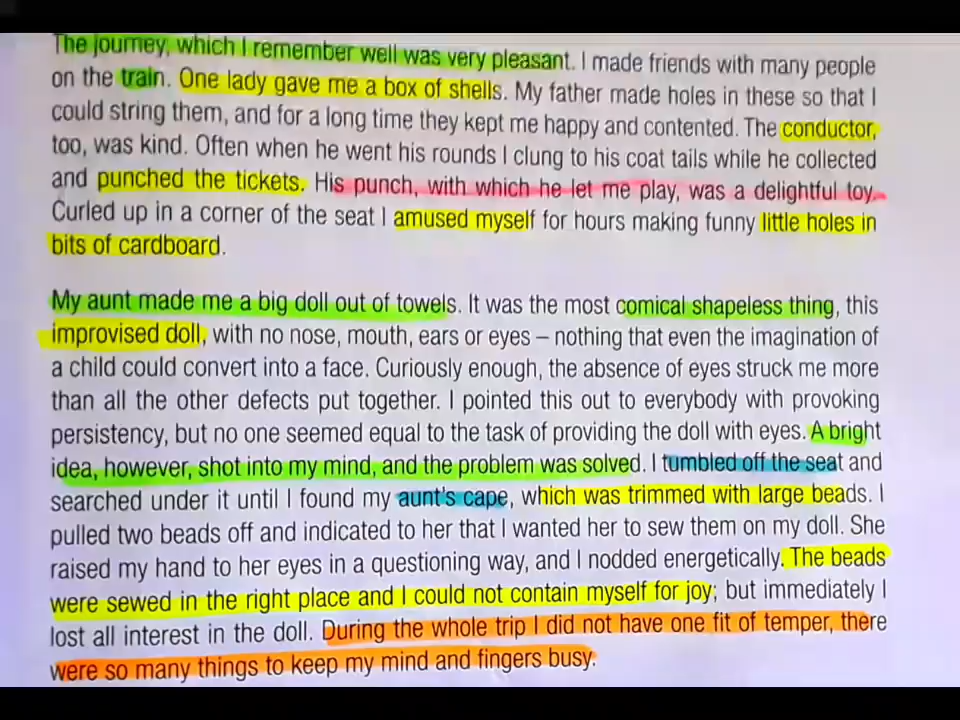 The journey, which I remember well was very pleasant. I made friends with many people
on the train. One lady gave me a box of shells. My father made holes in these so that I
could string them, and for a long time they kept me happy and contented. The conductor,
too, was kind. Often when he went his rounds I clung to his coat tails while he collected
and punched the tickets. His punch, with which he let me play, was a delightful toy.
Curled up in a corner of the seat I amused myself for hours making funny little holes in
bits of cardboard.
My aunt made me a big doll out of towels. It was the most comical shapeless thing, this
improvised doll, with no nose, mouth, ears or eyes – nothing that even the imagination of
a child could convert into a face. Curiously enough, the absence of eyes struck me more
than all the other defects put together. I pointed this out to everybody with provoking
persistency, but no one seemed equal to the task of providing the doll with eyes. A bright
idea, however, shot into my mind, and the problem was solved. I tumbled off the seat and
searched under it until I found my aunt's cape, which was trimmed with large beads. I
pulled two beads off and indicated to her that I wanted her to sew them on my doll. She
raised my hand to her eyes in a questioning way, and I nodded energetically. The beads
were sewed in the right place and I could not contain myself for joy; but immediately I
lost all interest in the doll. During the whole trip I did not have one fit of temper, there
were so many things to keep my mind and fingers busy.